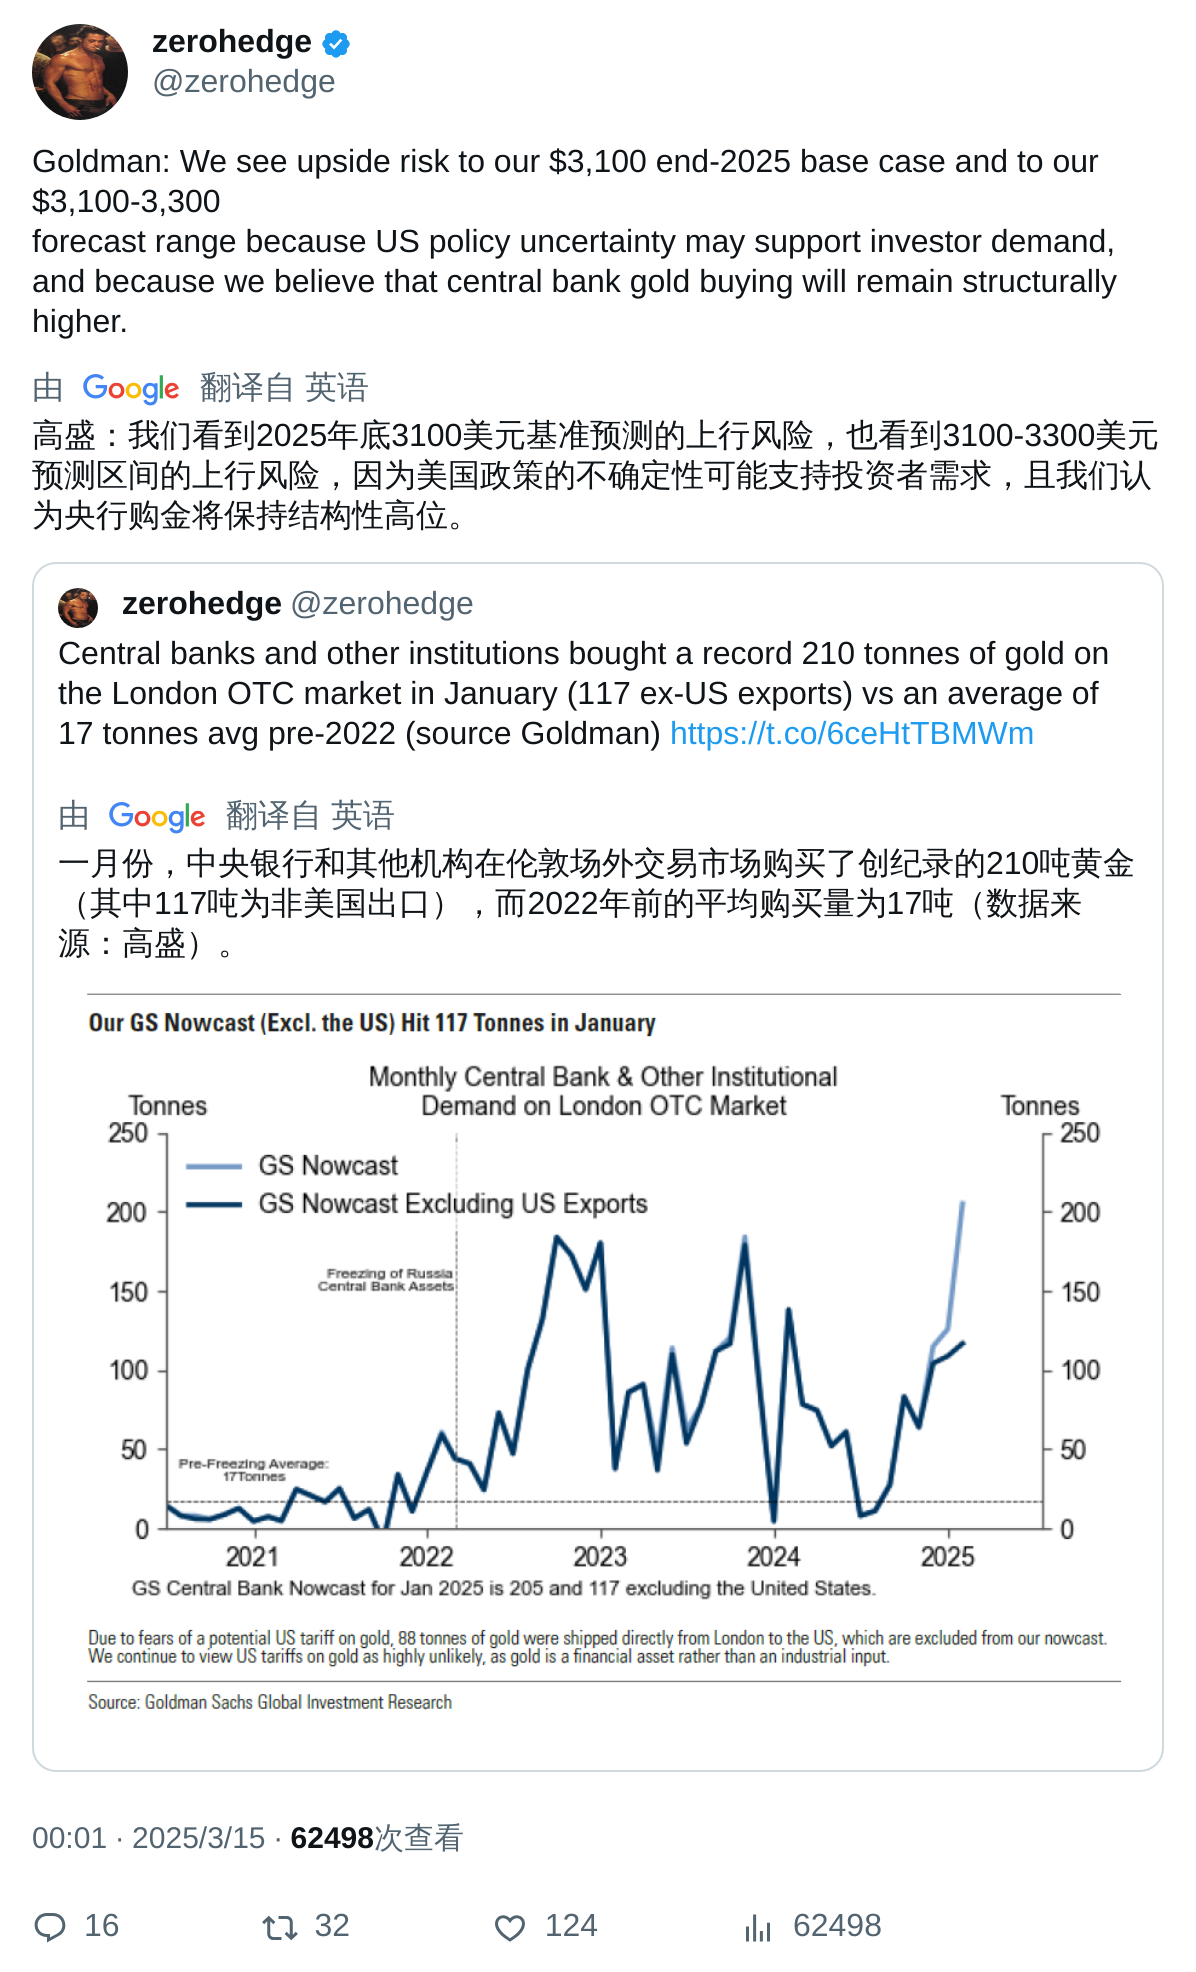 zerohedge
@zerohedge
Goldman: We see upside risk to our $3,100 end-2025 base case and to our
$3,100-3,300
forecast range because US policy uncertainty may support investor demand,
and because we believe that central bank gold buying will remain structurally
higher.
由 Google 翻译自 英语
高盛：我们看到2025年底3100美元基准预测的上行风险，也看到3100-3300美元
预测区间的上行风险，因为美国政策的不确定性可能支持投资者需求，且我们认
为央行购金将保持结构性高位。
zerohedge @zerohedge
Central banks and other institutions bought a record 210 tonnes of gold on
the London OTC market in January (117 ex-US exports) vs an average of
17 tonnes avg pre-2022 (source Goldman) https://t.co/6ceHtTBMWm
由 Google 翻译自 英语
一月份，中央银行和其他机构在伦敦场外交易市场购买了创纪录的210吨黄金
（其中117吨为非美国出口），而2022年前的平均购买量为17吨（数据来
源：高盛）。
Our GS Nowcast (Excl. the US) Hit 117 Tonnes in January
Monthly Central Bank & Other Institutional
Tonnes Demand on London OTC Market Tonnes
250 250
GS Nowcast
GS Nowcast Excluding US Exports
200 200
Freezing of Russia
Central Bank Assets
150 150
100 100
50 50
Pre-Freezing Average:
17Tonnes
0 0
2021 2022 2023 2024 2025
GS Central Bank Nowcast for Jan 2025 is 205 and 117 excluding the United States.
Due to fears of a potential US tariff on gold, 88 tonnes of gold were shipped directly from London to the US, which are excluded from our nowcast.
We continue to view US tariffs on gold as highly unlikely, as gold is a financial asset rather than an industrial input.
Source: Goldman Sachs Global Investment Research
00:01 · 2025/3/15 · 62498次查看
16 32 124 62498